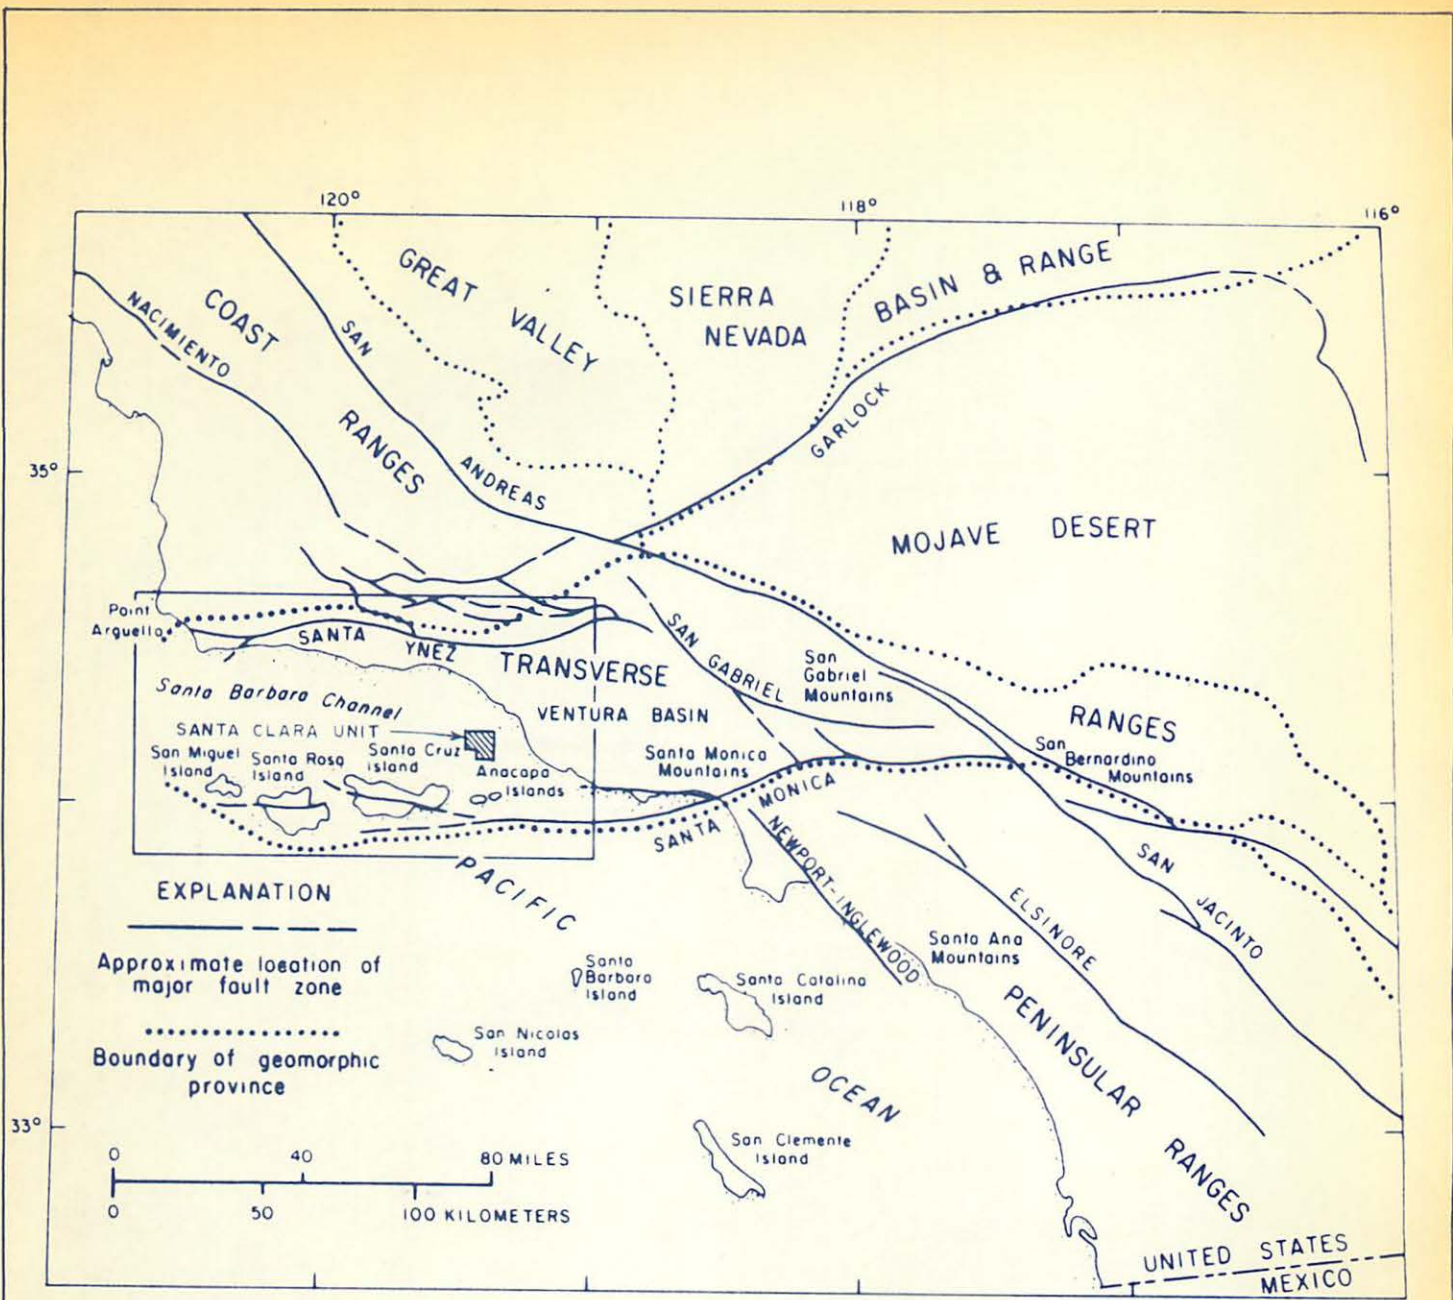 120°
118°
116°
GREAT VALLEY
SIERRA
NEVADA
BASIN & RANGE
COAST
RANGES
NACIMIENTO
SAN
ANDREAS
GARLOCK
35°
MOJAVE DESERT
Point
Arguello
SANTA
YNEZ
TRANSVERSE
RANGES
SAN GABRIEL
San
Gabriel
Mountains
Santa Barbara Channel
SANTA CLARA UNIT
VENTURA BASIN
San Miguel
Island
Santa Rosa
Island
Santa Cruz
Island
Anacapa
Islands
Santa Monica
Mountains
San
Bernardino
Mountains
SANTA
MONICA
NEWPORT-INGLEWOOD
ELSINORE
SAN
JACINTO
PACIFIC
OCEAN
EXPLANATION
Approximate location of
major fault zone
Boundary of geomorphic
province
Santa
Barbara
Island
Santa Catalina
Island
Santa Ana
Mountains
San Nicolas
Island
PENINSULAR
RANGES
33°
San Clemente
Island
0 40 80 MILES
0 50 100 KILOMETERS
UNITED STATES
MEXICO